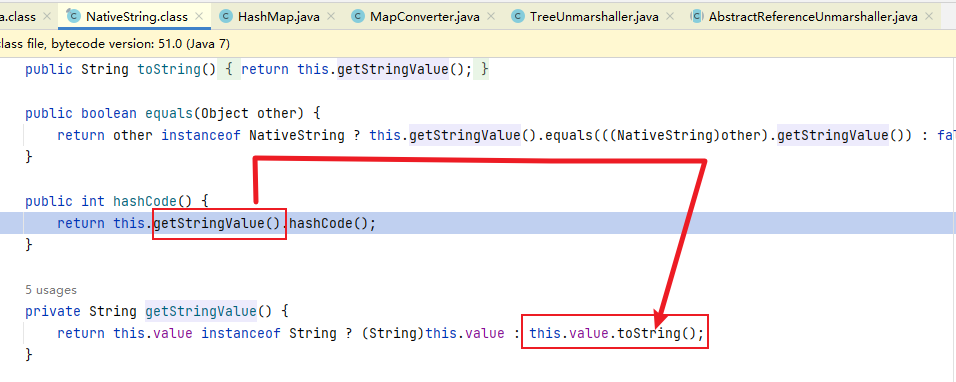 a.class NativeString.class HashMap.java MapConverter.java TreeUnmarshaller.java AbstractReferenceUnmarshaller.java
class file, bytecode version: 51.0 (Java 7)
public String toString() { return this.getStringValue(); }
public boolean equals(Object other) {
return other instanceof NativeString ? this.getStringValue().equals(((NativeString)other).getStringValue()) : fal
}
public int hashCode() {
return this.getStringValue().hashCode();
}
5 usages
private String getStringValue() {
return this.value instanceof String ? (String)this.value : this.value.toString();
}